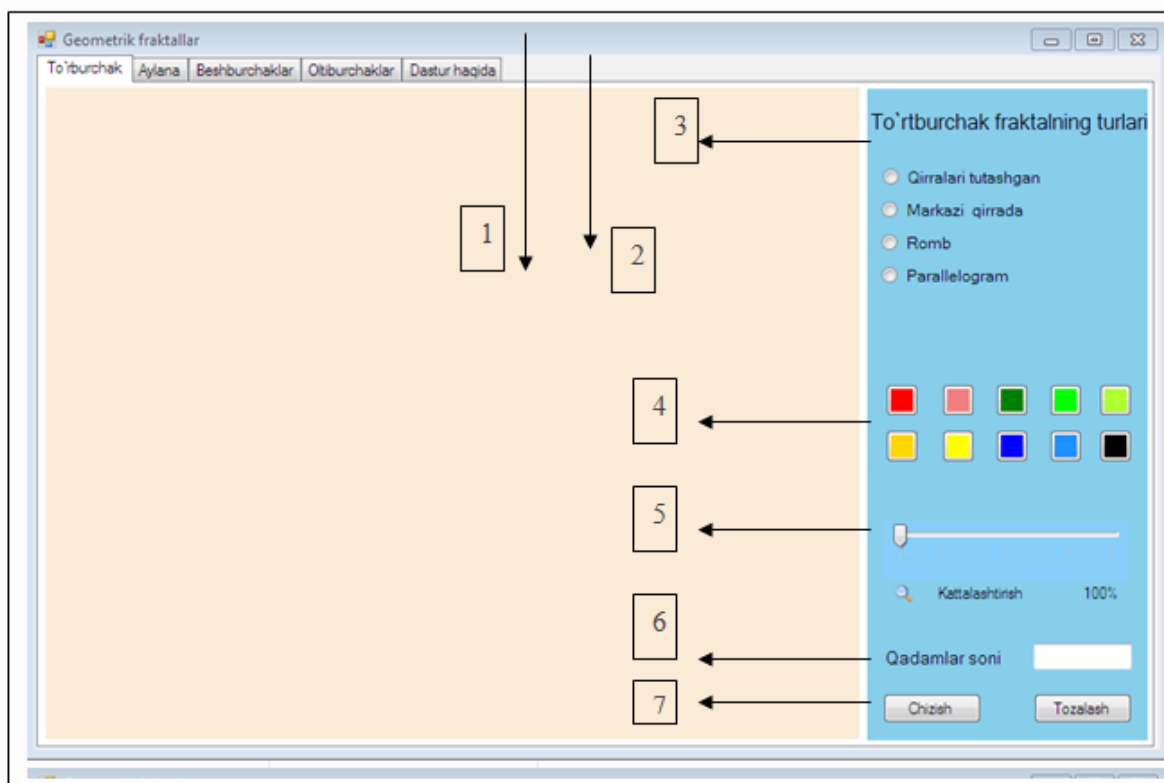 Geometrik fraktallar
To`rburchak Aylana Beshburchaklar Oltiburchaklar Dastur haqida
3
To`rtburchak fraktalning turlari
Qirralari tutashgan
1
Markazi qirrada
2
Romb
Parallelogram
4
5
Kattalashtirish 100%
6
Qadamlar soni
7
Chizish Tozalash